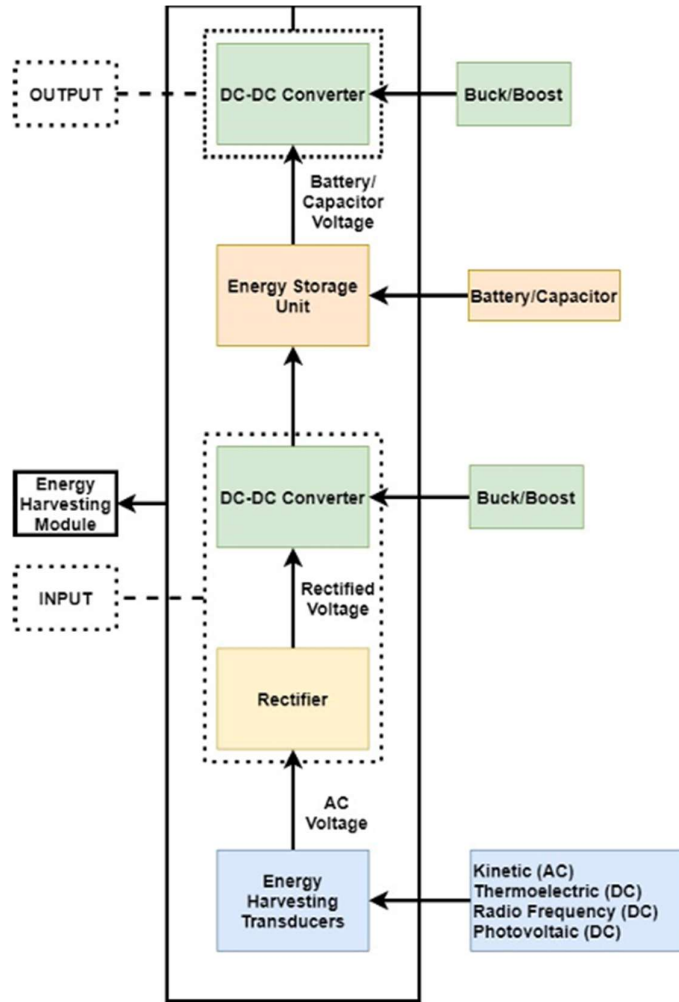 OUTPUT
DC-DC Converter
Buck/Boost
Battery/
Capacitor
Voltage
Energy Storage
Unit
Battery/Capacitor
Energy
Harvesting
Module
DC-DC Converter
Buck/Boost
INPUT
Rectified
Voltage
Rectifier
AC
Voltage
Energy
Harvesting
Transducers
Kinetic (AC)
Thermoelectric (DC)
Radio Frequency (DC)
Photovoltaic (DC)